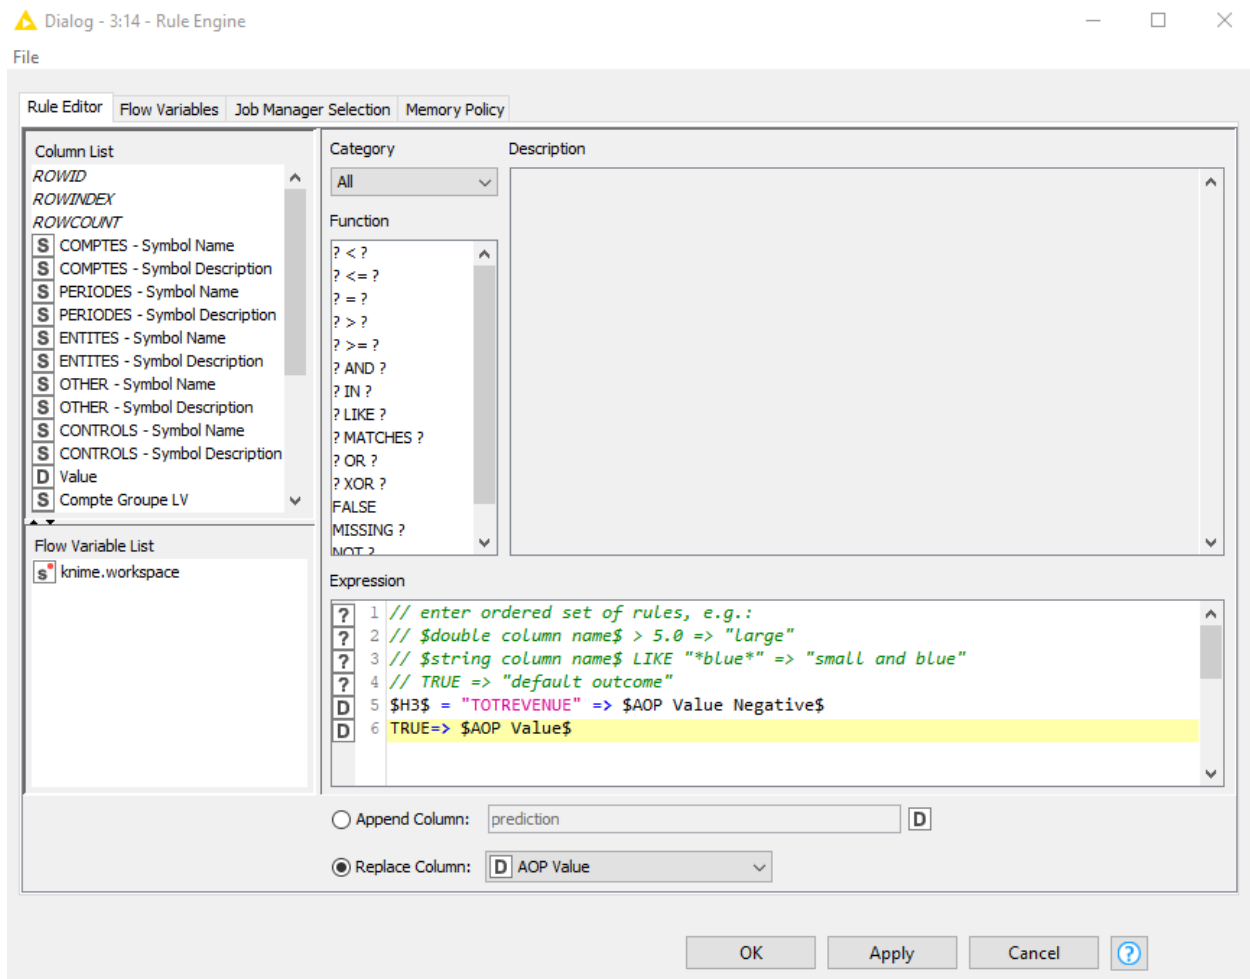 Dialog - 3:14 - Rule Engine
File
Rule Editor
Flow Variables
Job Manager Selection
Memory Policy
Column List
ROWID
ROWINDEX
ROWCOUNT
S COMPTES - Symbol Name
S COMPTES - Symbol Description
S PERIODES - Symbol Name
S PERIODES - Symbol Description
S ENTITES - Symbol Name
S ENTITES - Symbol Description
S OTHER - Symbol Name
S OTHER - Symbol Description
S CONTROLS - Symbol Name
S CONTROLS - Symbol Description
D Value
S Compte Groupe LV
Flow Variable List
s knime.workspace
Category
All
Function
? < ?
? <= ?
? = ?
? > ?
? >= ?
? AND ?
? IN ?
? LIKE ?
? MATCHES ?
? OR ?
? XOR ?
FALSE
MISSING ?
NOT ?
Description
Expression
? 1 // enter ordered set of rules, e.g.:
? 2 // $double column name$ > 5.0 => "large"
? 3 // $string column name$ LIKE "*blue*" => "small and blue"
? 4 // TRUE => "default outcome"
D 5 $H3$ = "TOTREVENUE" => $AOP Value Negative$
D 6 TRUE=> $AOP Value$
Append Column: prediction D
Replace Column: D AOP Value
OK
Apply
Cancel
?